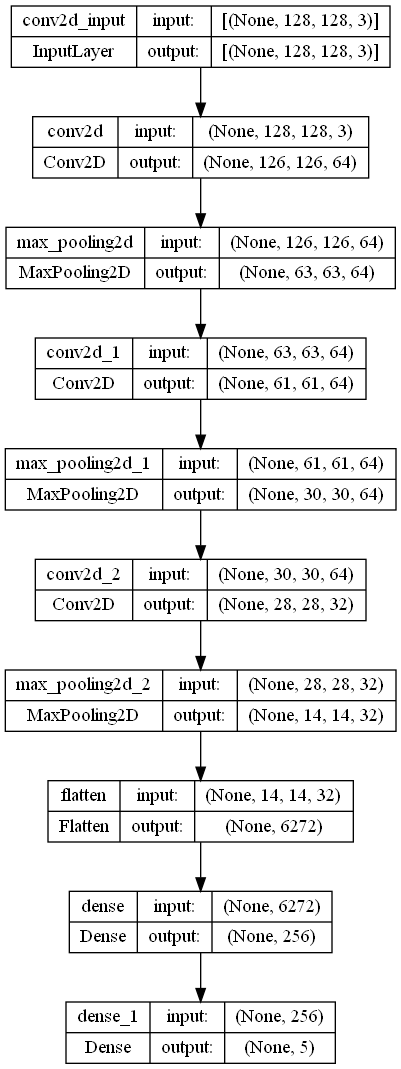 conv2d_input input: [(None, 128, 128, 3)]
InputLayer output: [(None, 128, 128, 3)]
conv2d input: (None, 128, 128, 3)
Conv2D output: (None, 126, 126, 64)
max_pooling2d input: (None, 126, 126, 64)
MaxPooling2D output: (None, 63, 63, 64)
conv2d_1 input: (None, 63, 63, 64)
Conv2D output: (None, 61, 61, 64)
max_pooling2d_1 input: (None, 61, 61, 64)
MaxPooling2D output: (None, 30, 30, 64)
conv2d_2 input: (None, 30, 30, 64)
Conv2D output: (None, 28, 28, 32)
max_pooling2d_2 input: (None, 28, 28, 32)
MaxPooling2D output: (None, 14, 14, 32)
flatten input: (None, 14, 14, 32)
Flatten output: (None, 6272)
dense input: (None, 6272)
Dense output: (None, 256)
dense_1 input: (None, 256)
Dense output: (None, 5)